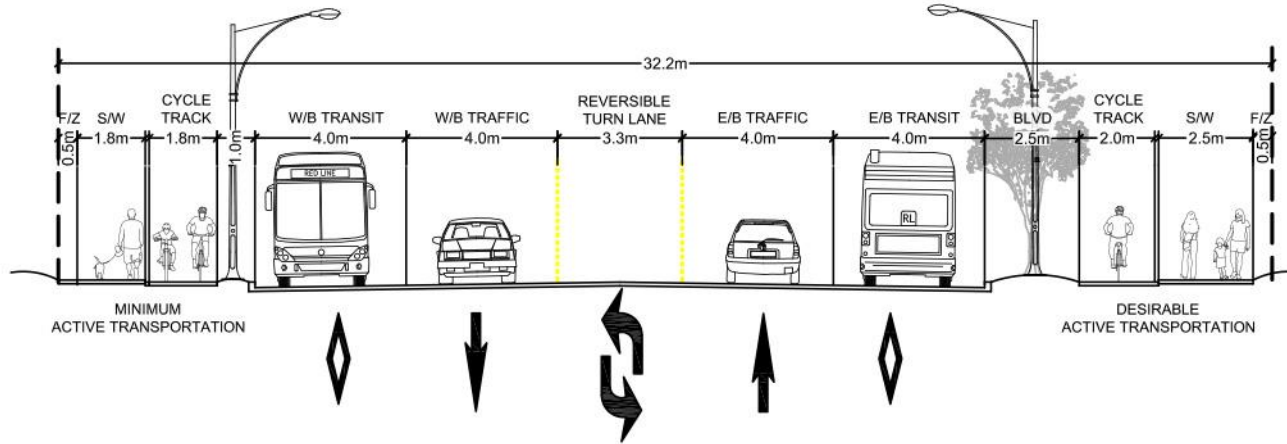 32.2m
F/Z
S/W
CYCLE
TRACK
W/B TRANSIT
W/B TRAFFIC
REVERSIBLE
TURN LANE
E/B TRAFFIC
E/B TRANSIT
BLVD
CYCLE
TRACK
S/W
F/Z
0.5m
1.8m
1.8m
1.0m
4.0m
4.0m
3.3m
4.0m
4.0m
2.5m
2.0m
2.5m
0.5m
RED LINE
RL
MINIMUM
ACTIVE TRANSPORTATION
DESIRABLE
ACTIVE TRANSPORTATION